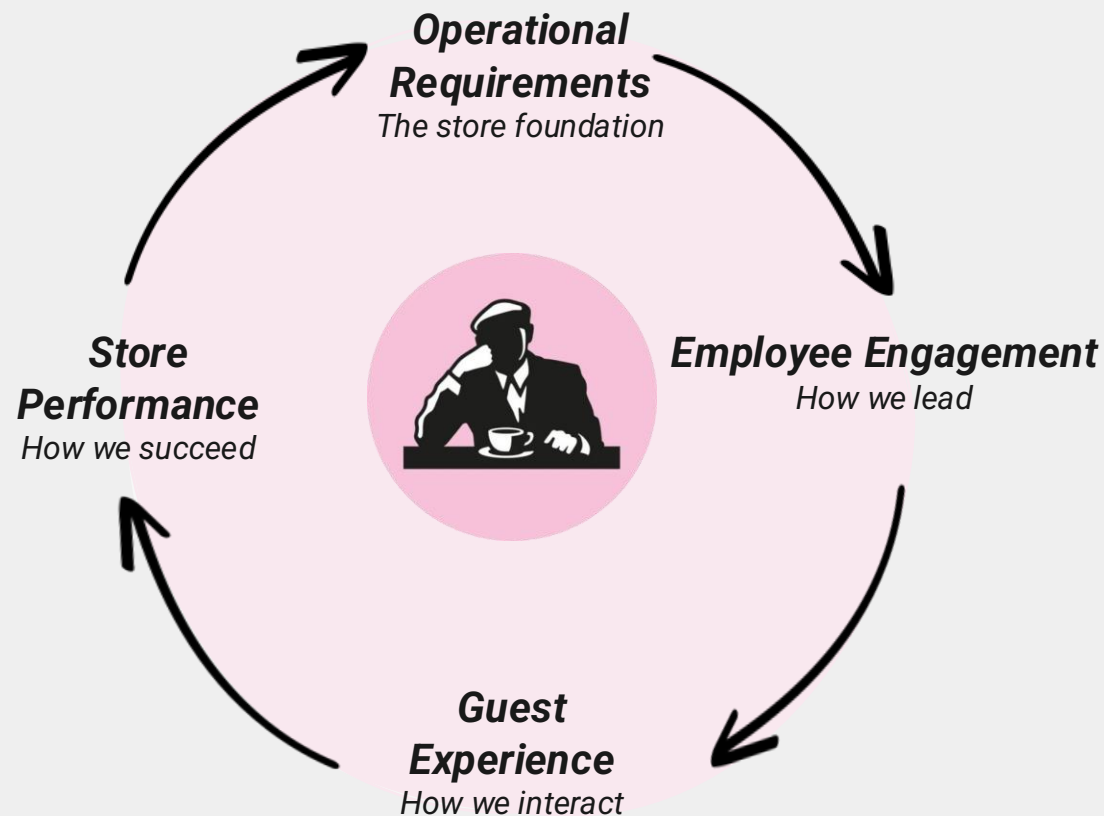 Operational
Requirements
The store foundation
Employee Engagement
How we lead
Guest
Experience
How we interact
Store
Performance
How we succeed